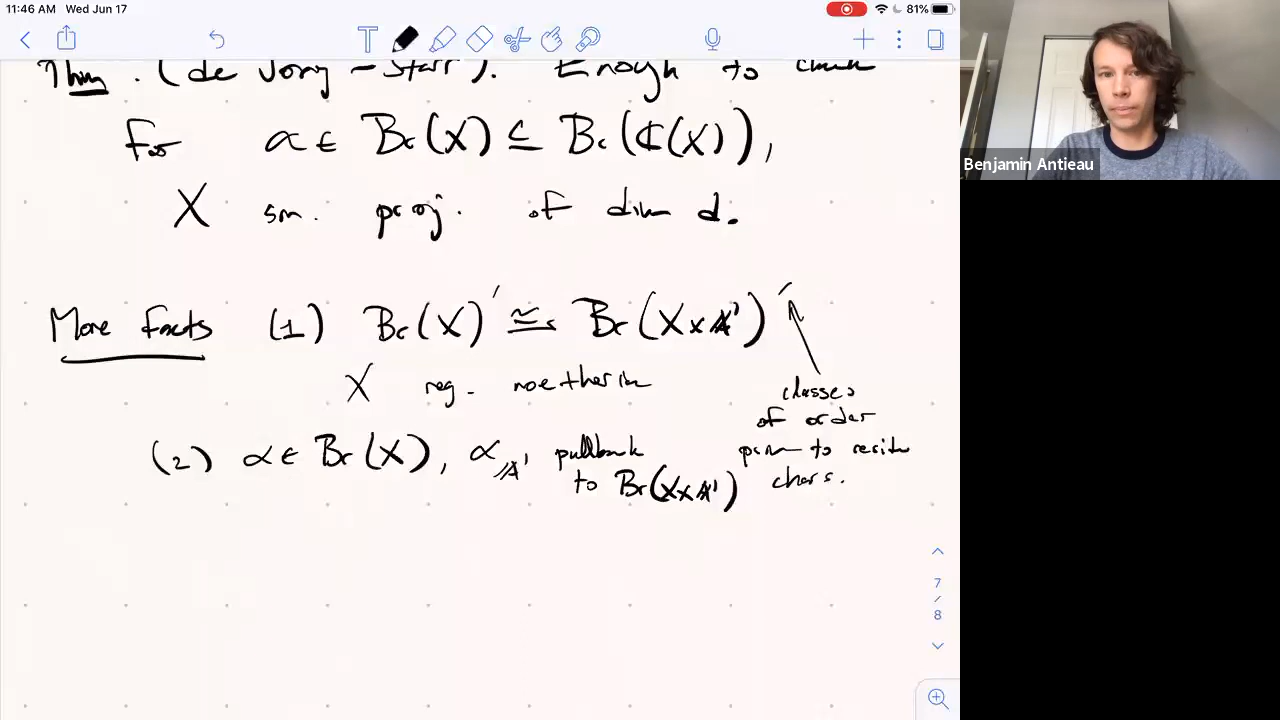 11:46 AM Wed Jun 17
81%
Thm. (de Jong - Starr). Enough to check
For α ∈ Br(X) ⊆ Br(ℂ(X)),
X sm. proj. of dim d.
More Facts (1) Br(X)' ≅ Br(X×𝔸¹)'
X reg. noetherian
classes
of order
prime to residue
chars.
(2) α ∈ Br(X), α_𝔸¹ pullback
to Br(X×𝔸¹)
7
/
8
Benjamin Antieau